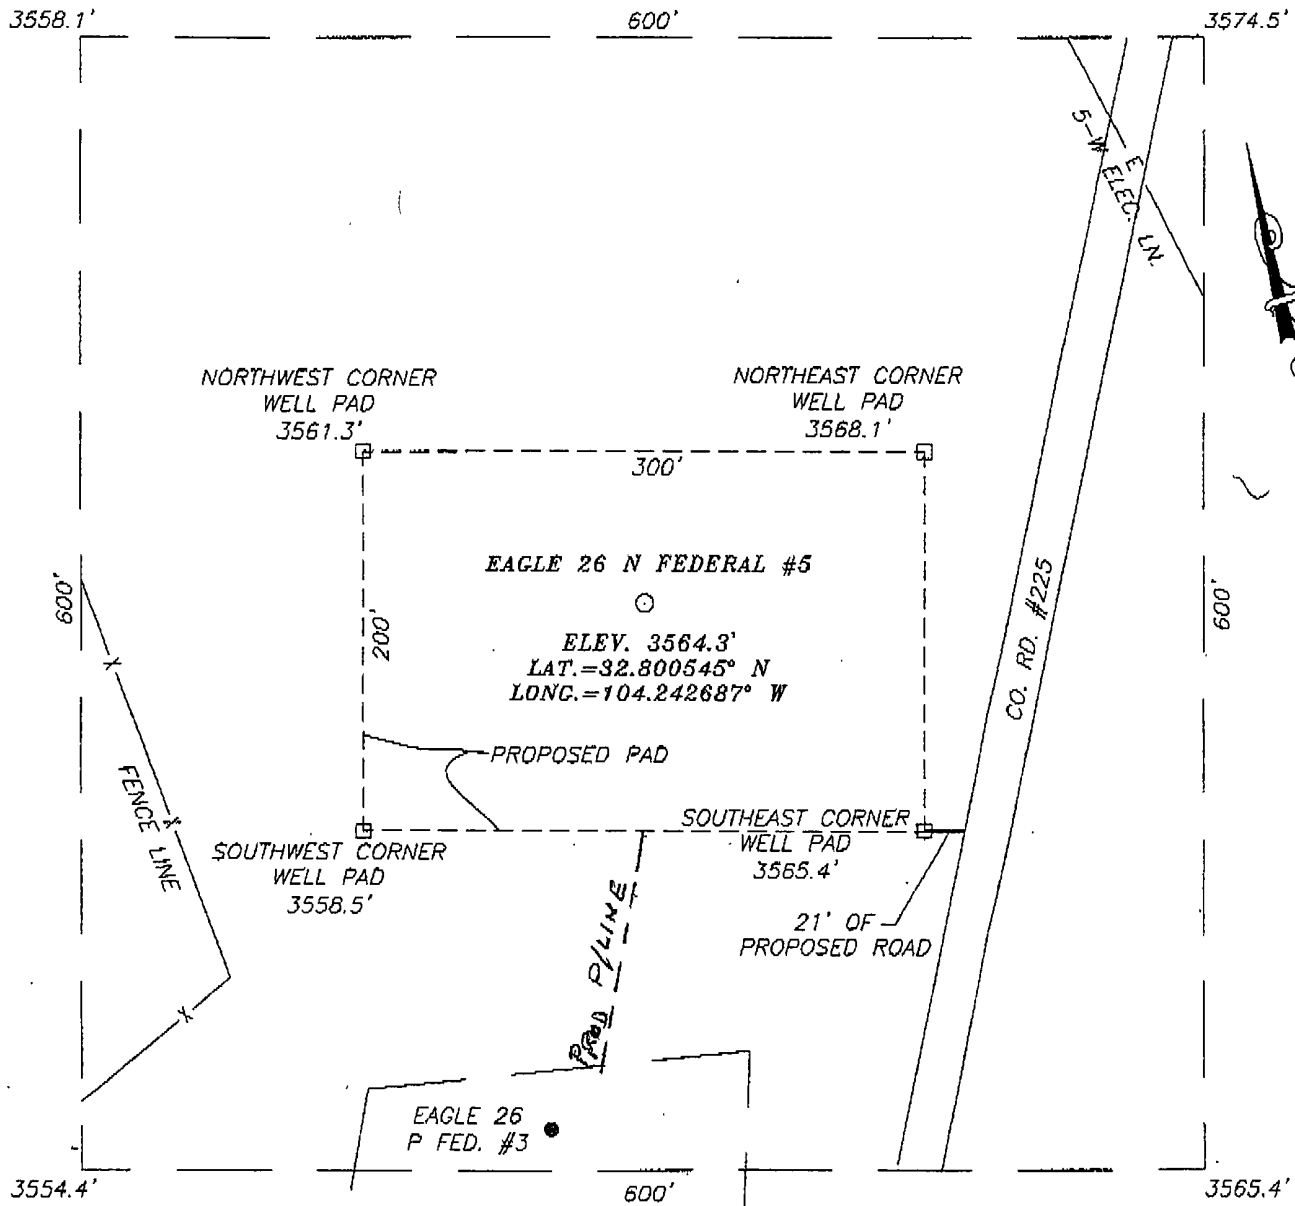 3558.1'
600'
3574.5'
5-W ELEC. LN.
E
NORTHWEST CORNER
WELL PAD
3561.3'
NORTHEAST CORNER
WELL PAD
3568.1'
300'
EAGLE 26 N FEDERAL #5
600'
200'
ELEV. 3564.3'
LAT.=32.800545° N
LONG.=104.242687° W
CO. RD. #225
600'
X
PROPOSED PAD
FENCE LINE
X
SOUTHWEST CORNER
WELL PAD
3558.5'
SOUTHEAST CORNER
WELL PAD
3565.4'
21' OF
PROPOSED ROAD
P/LINE
X
EAGLE 26
P FED. #3
3554.4'
600'
3565.4'